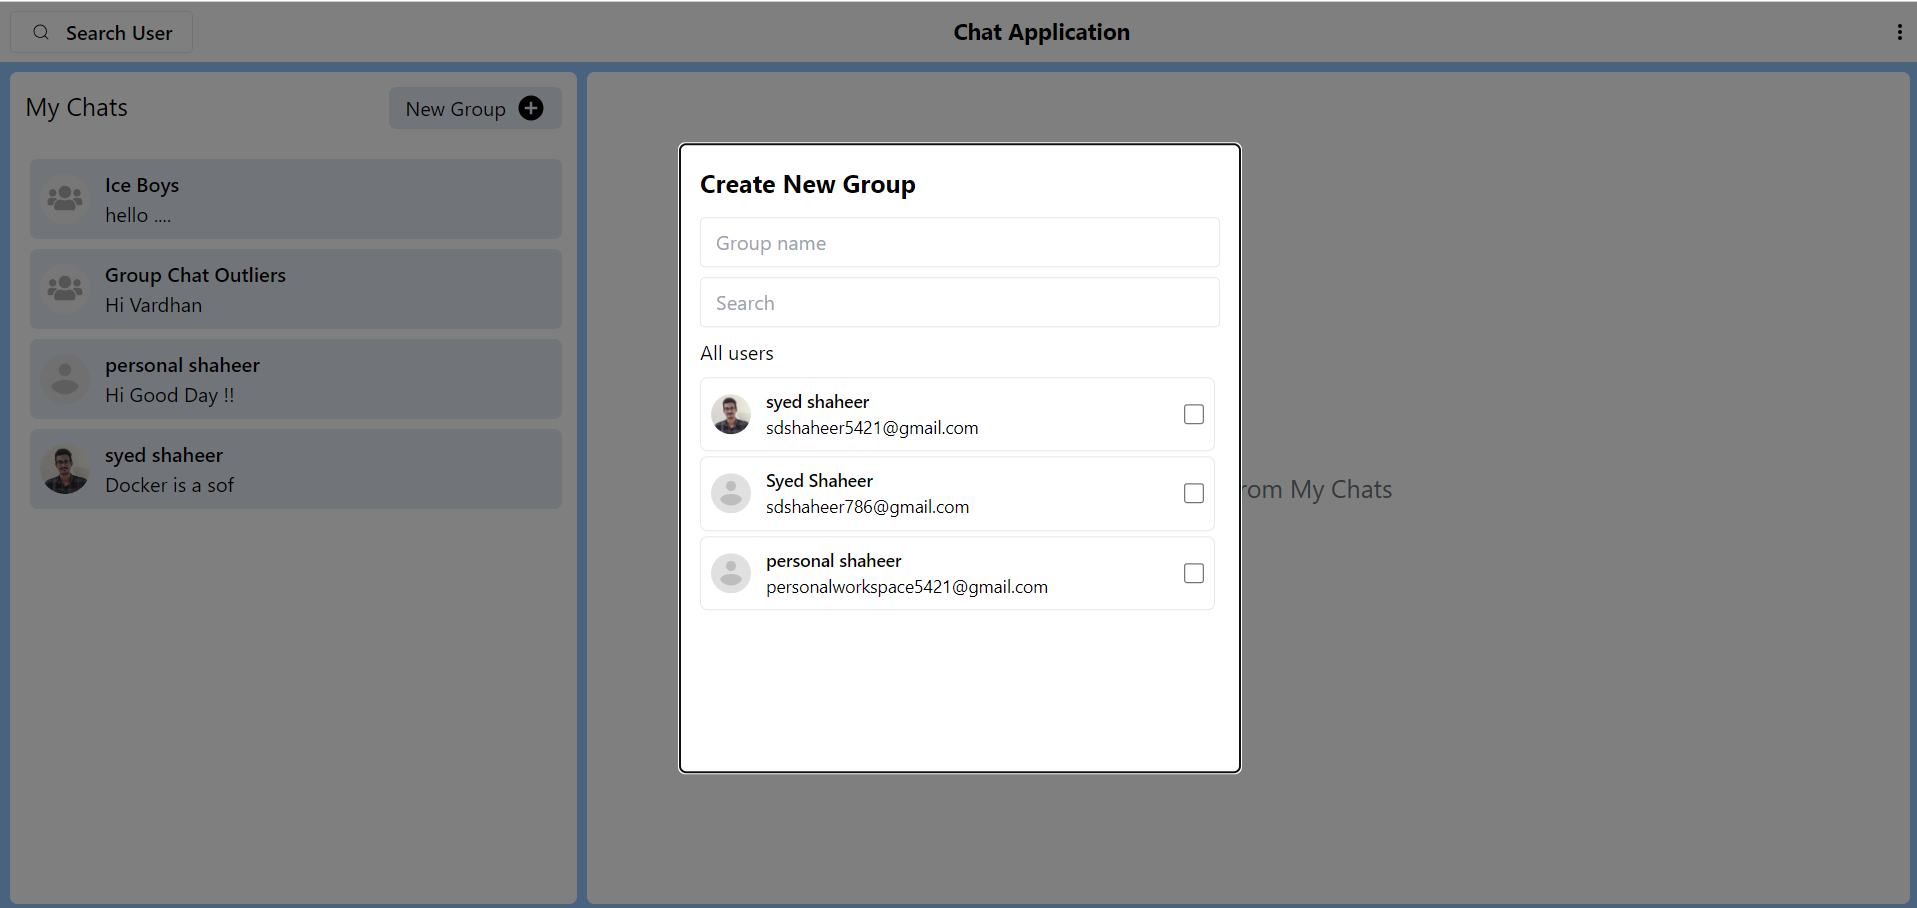 Search User
Chat Application
My Chats
New Group
Ice Boys
hello ....
Group Chat Outliers
Hi Vardhan
personal shaheer
Hi Good Day !!
syed shaheer
Docker is a sof
Create New Group
Group name
Search
All users
syed shaheer
sdshaheer5421@gmail.com
Syed Shaheer
sdshaheer786@gmail.com
personal shaheer
personalworkspace5421@gmail.com
rom My Chats